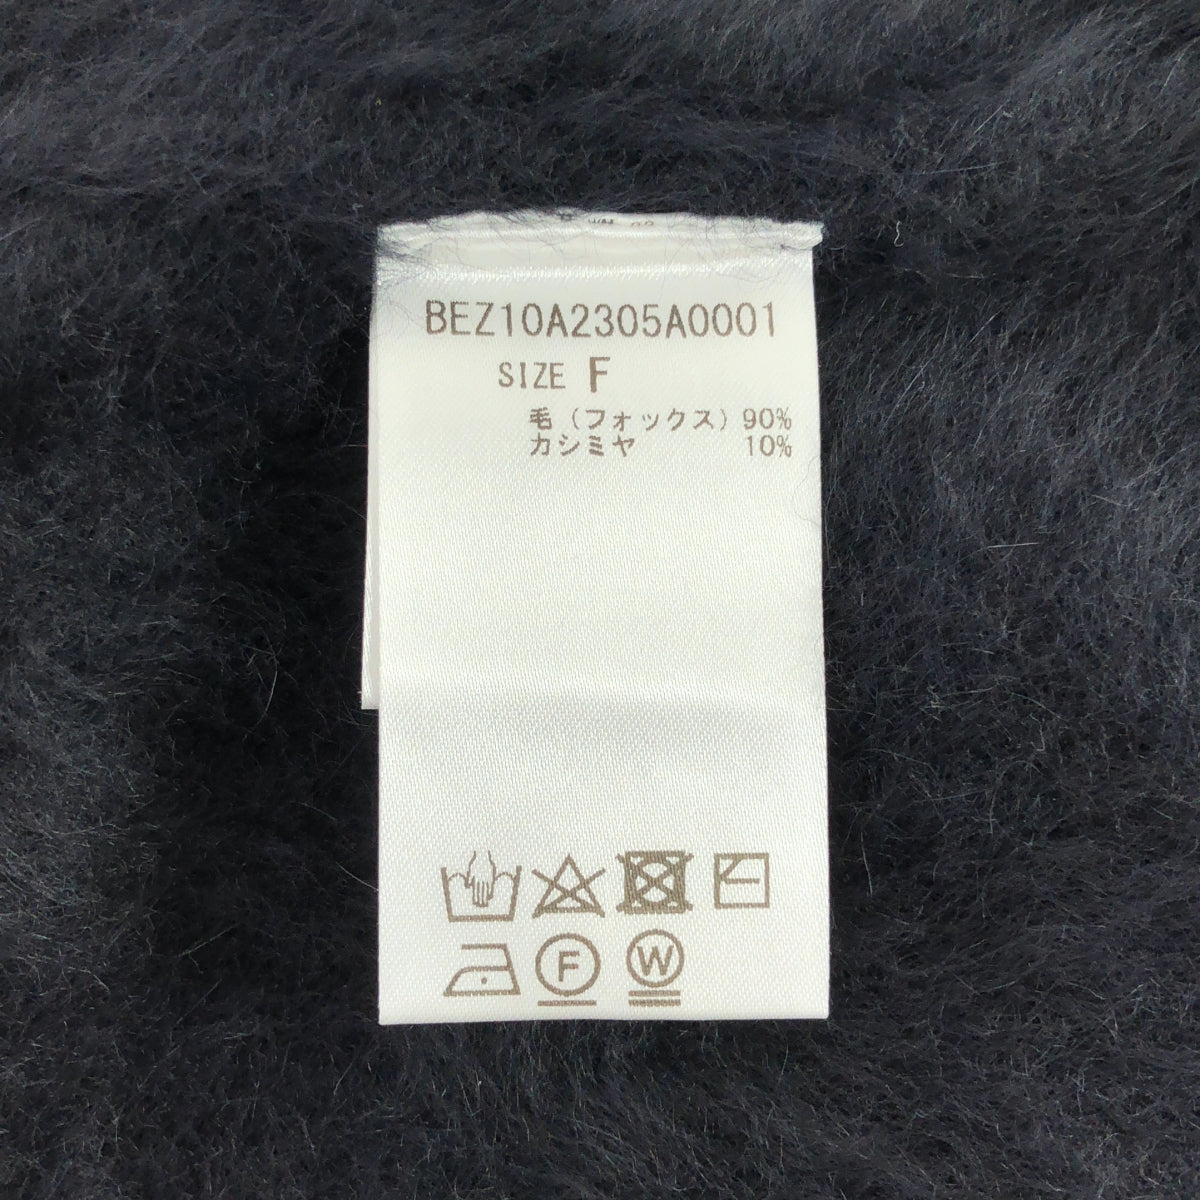 BEZ10A2305A0001
SIZE F
毛（フォックス）90%
カシミヤ 10%
F
W